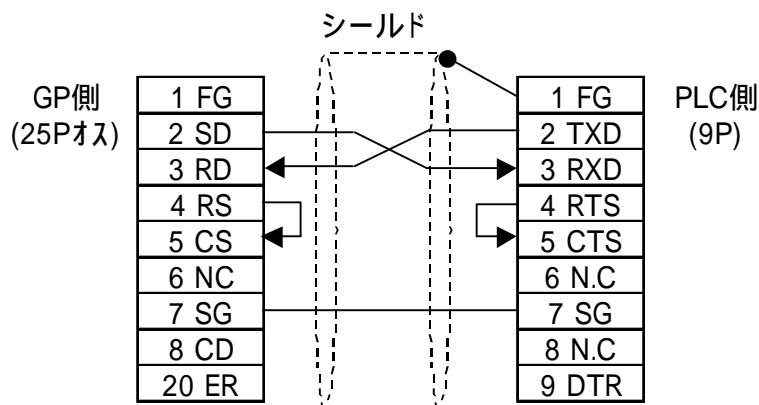 シールド
GP側
(25Pオス)
1 FG
2 SD
3 RD
4 RS
5 CS
6 NC
7 SG
8 CD
20 ER
1 FG
2 TXD
3 RXD
4 RTS
5 CTS
6 N.C
7 SG
8 N.C
9 DTR
PLC側
(9P)